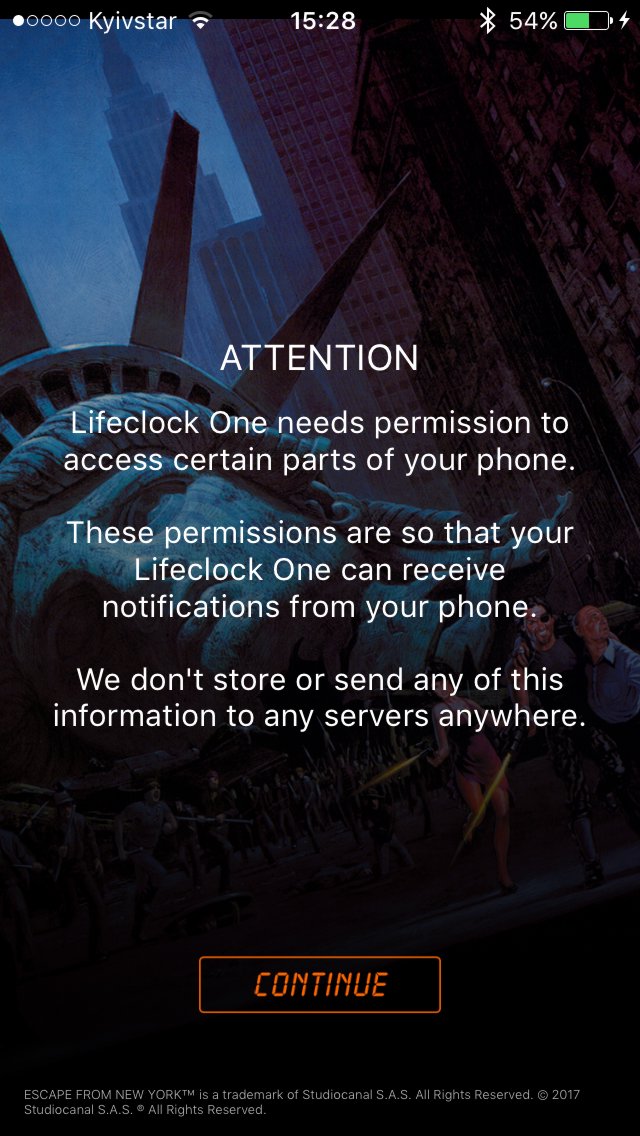 Kyivstar 15:28 54%
ATTENTION
Lifeclock One needs permission to
access certain parts of your phone.
These permissions are so that your
Lifeclock One can receive
notifications from your phone.
We don't store or send any of this
information to any servers anywhere.
CONTINUE
ESCAPE FROM NEW YORK™ is a trademark of Studiocanal S.A.S. All Rights Reserved. © 2017
Studiocanal S.A.S. ® All Rights Reserved.